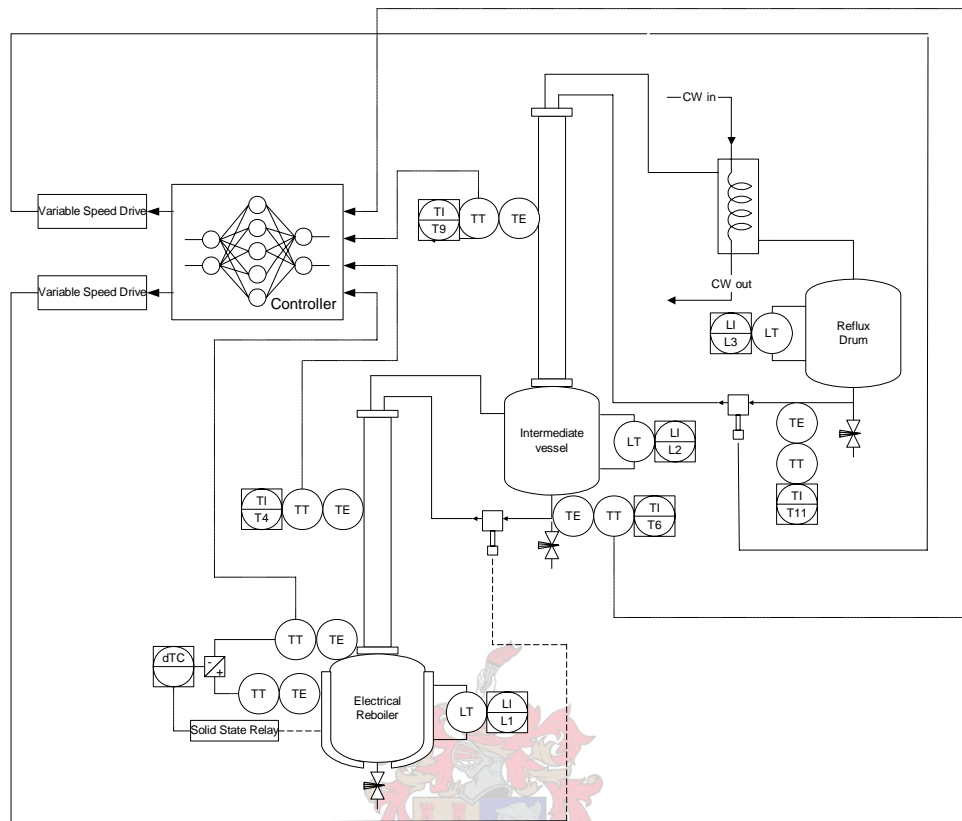 CW in
Variable Speed Drive
TI
T9
TT
TE
Controller
Variable Speed Drive
CW out
Reflux
Drum
LI
L3
LT
Intermediate
vessel
LT
LI
L2
TE
TT
TI
T11
TI
T4
TT
TE
TE
TT
TI
T6
TT
TE
dTC
-
+
TT
TE
Electrical
Reboiler
LT
LI
L1
Solid State Relay